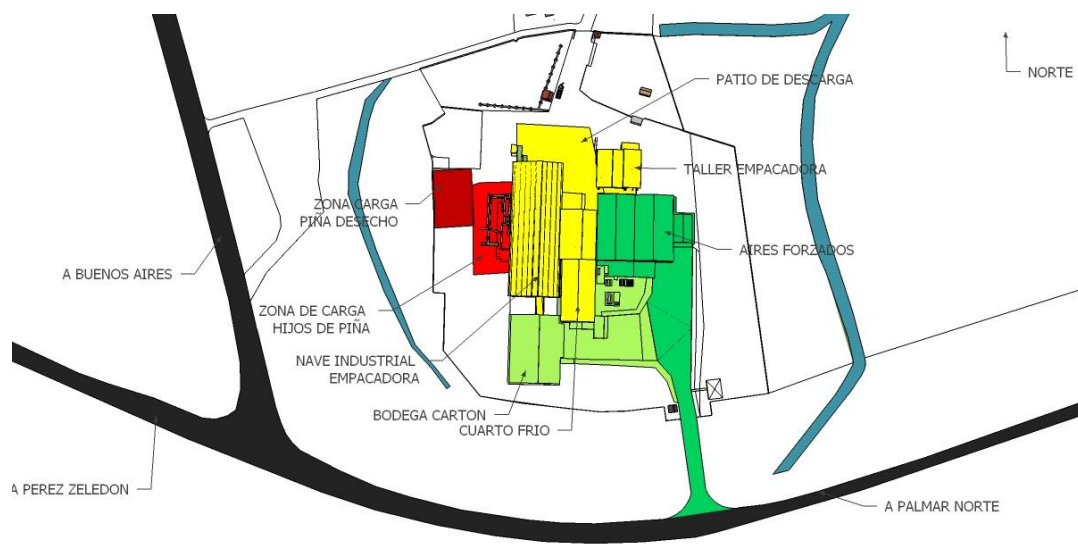 NORTE
PATIO DE DESCARGA
TALLER EMPACADORA
ZONA CARGA
PIÑA DESECHO
AIRES FORZADOS
A BUENOS AIRES
ZONA DE CARGA
HIJOS DE PIÑA
NAVE INDUSTRIAL
EMPACADORA
BODEGA CARTON
CUARTO FRIO
A PEREZ ZELEDON
A PALMAR NORTE